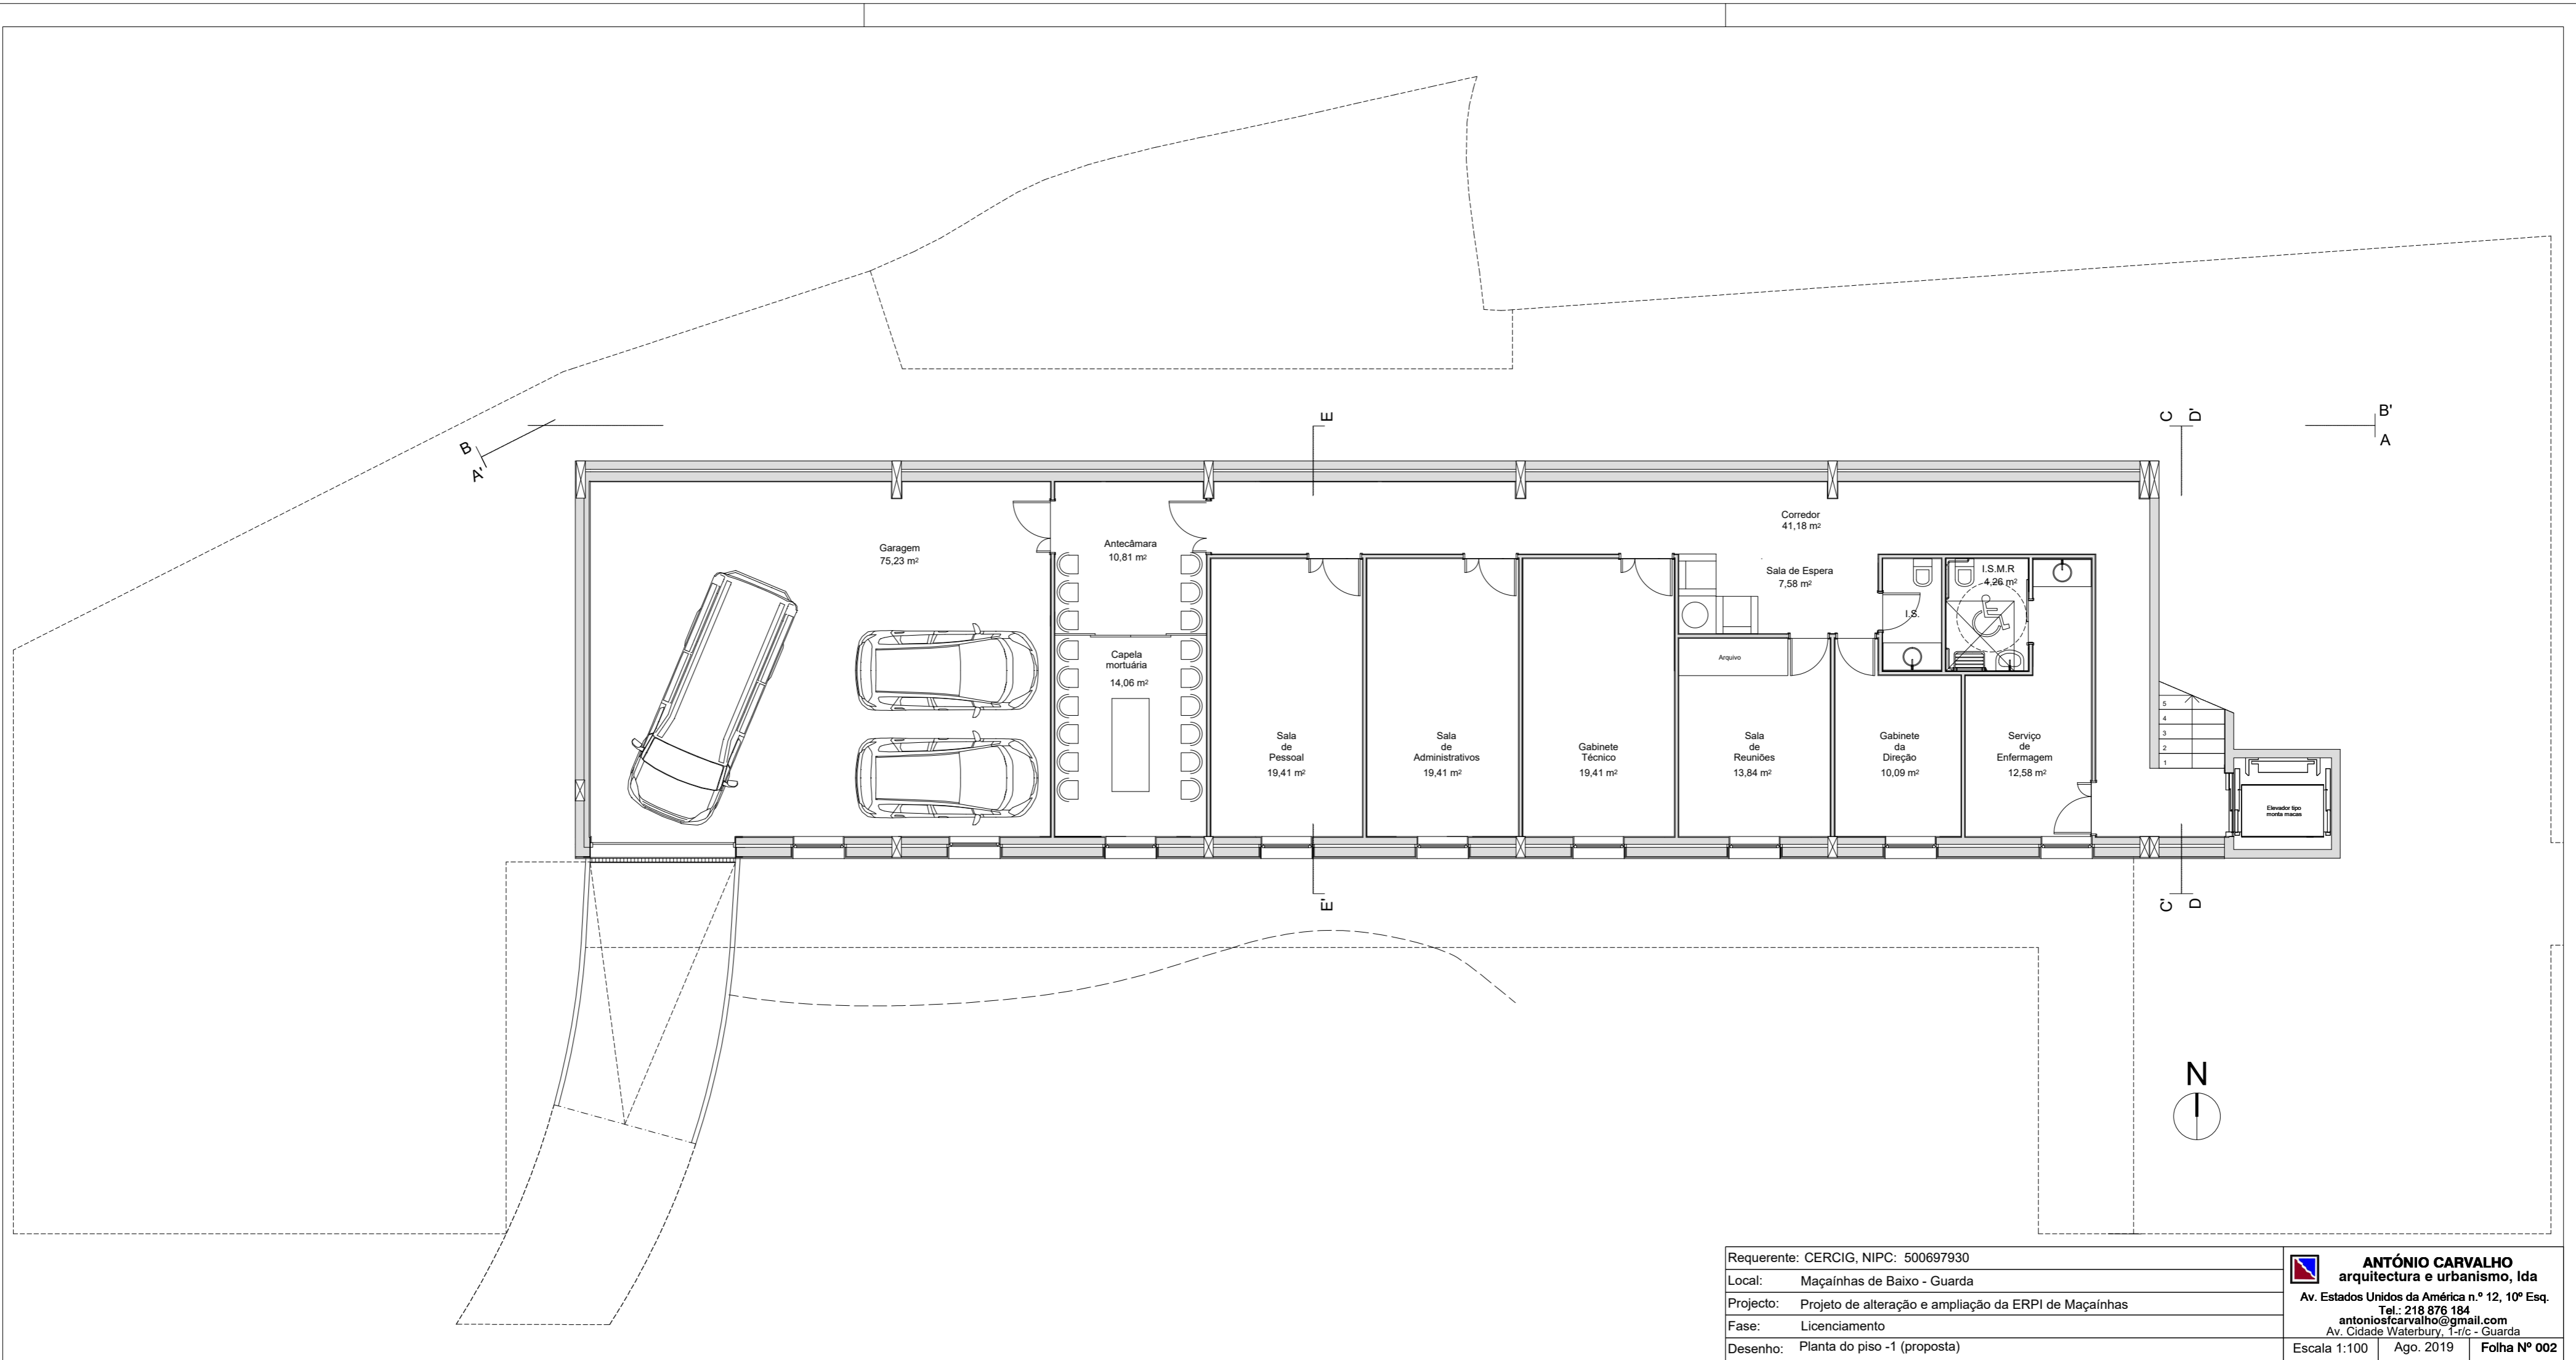 E
C
D'
B'
A
B
A'
Corredor
41,18 m²
Garagem
75,23 m²
Antecâmara
10,81 m²
Sala de Espera
7,58 m²
I.S.M.R
4,26 m²
I.S.
Capela
mortuária
14,06 m²
Arquivo
Sala
de
Pessoal
19,41 m²
Sala
de
Administrativos
19,41 m²
Gabinete
Técnico
19,41 m²
Sala
de
Reuniões
13,84 m²
Gabinete
da
Direção
10,09 m²
Serviço
de
Enfermagem
12,58 m²
5
4
3
2
1
Elevador tipo
monta macas
E'
C'
D
N
Requerente: CERCIG, NIPC: 500697930
Local: Maçaínhas de Baixo - Guarda
Projecto: Projeto de alteração e ampliação da ERPI de Maçaínhas
Fase: Licenciamento
Desenho: Planta do piso -1 (proposta)
ANTÓNIO CARVALHO
arquitectura e urbanismo, lda
Av. Estados Unidos da América n.º 12, 10º Esq.
Tel.: 218 876 184
antoniosfcarvalho@gmail.com
Av. Cidade Waterbury, 1-r/c - Guarda
Escala 1:100 Ago. 2019 Folha Nº 002